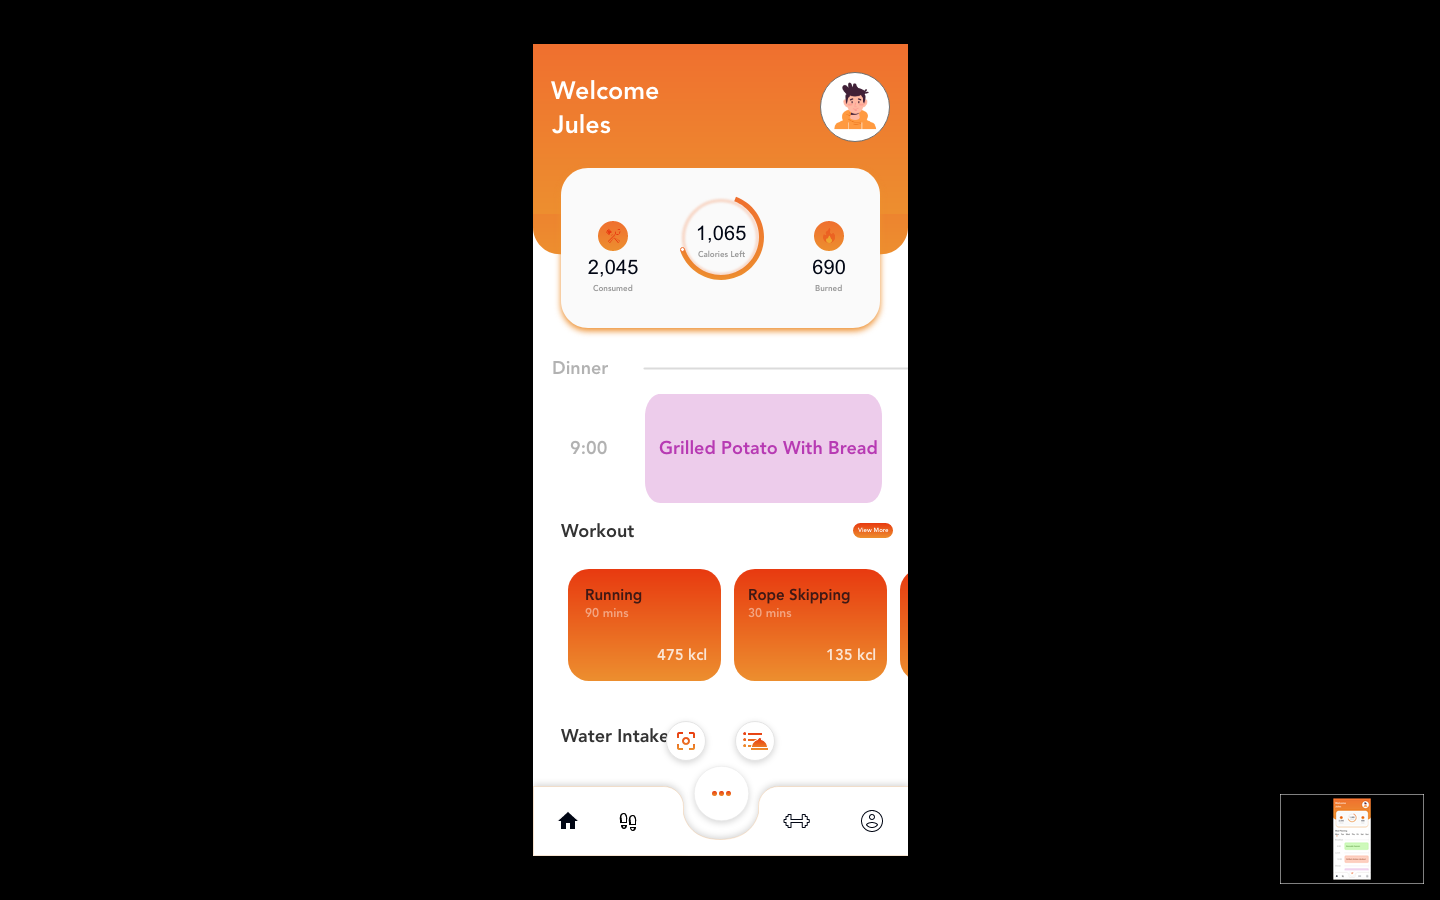 Welcome
Jules
1,065
Calories Left
2,045
Consumed
690
Burned
Dinner
9:00
Grilled Potato With Bread
Workout
View More
Running
90 mins
475 kcl
Rope Skipping
30 mins
135 kcl
Water Intake